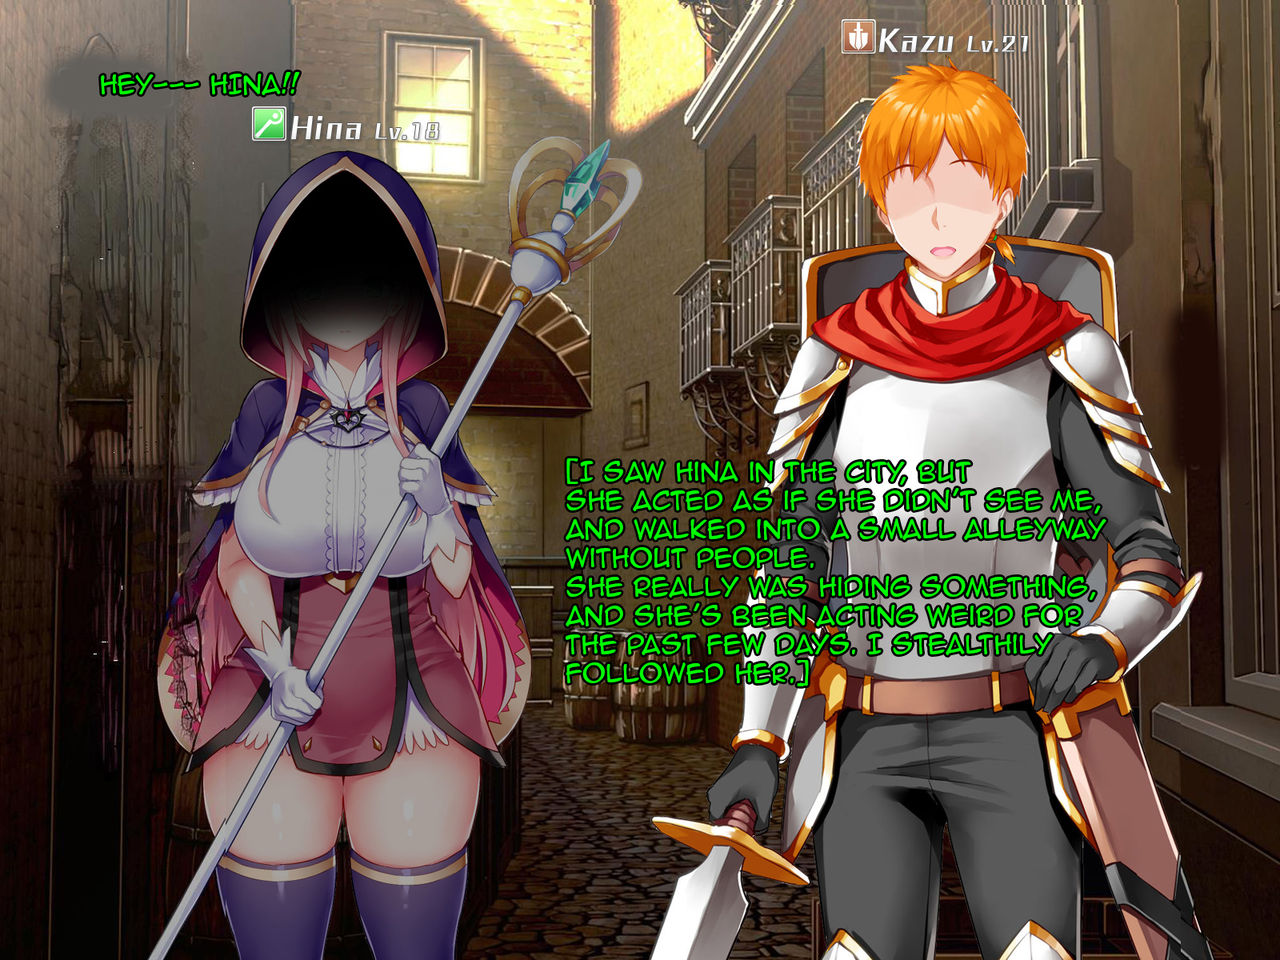 HEY--- HINA!!
Hina Lv.18
Kazu Lv.21
[I SAW HINA IN THE CITY, BUT
SHE ACTED AS IF SHE DIDN'T SEE ME,
AND WALKED INTO A SMALL ALLEYWAY
WITHOUT PEOPLE.
SHE REALLY WAS HIDING SOMETHING,
AND SHE'S BEEN ACTING WEIRD FOR
THE PAST FEW DAYS. I STEALTHILY
FOLLOWED HER.]